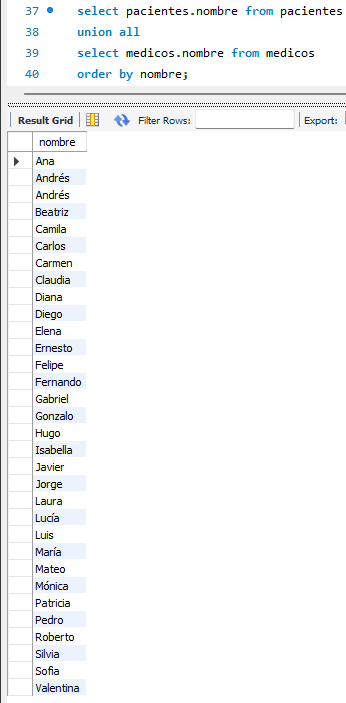 37 select pacientes.nombre from pacientes
38 union all
39 select medicos.nombre from medicos
40 order by nombre;
Result Grid Filter Rows: Export:
nombre
Ana
Andrés
Andrés
Beatriz
Camila
Carlos
Carmen
Claudia
Diana
Diego
Elena
Ernesto
Felipe
Fernando
Gabriel
Gonzalo
Hugo
Isabella
Javier
Jorge
Laura
Lucía
Luis
María
Mateo
Mónica
Patricia
Pedro
Roberto
Silvia
Sofia
Valentina